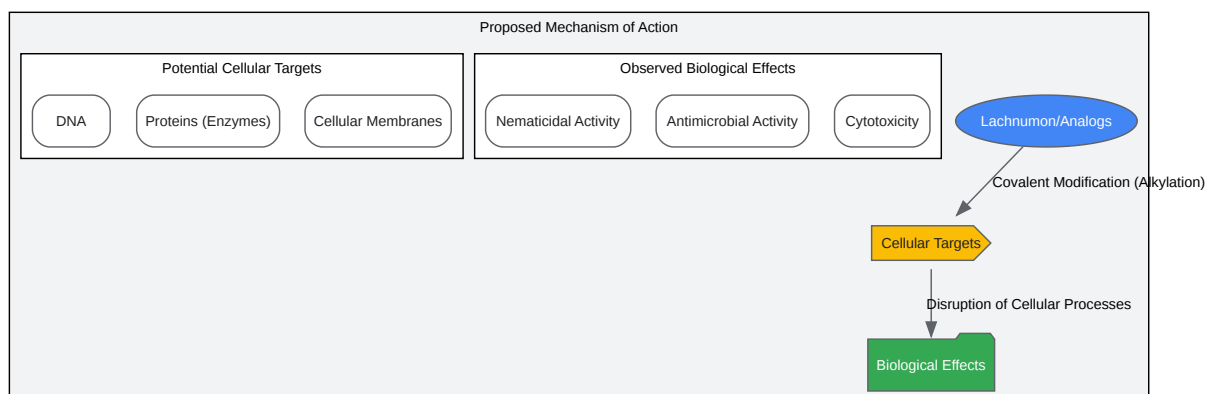 Proposed Mechanism of Action
Potential Cellular Targets
DNA
Proteins (Enzymes)
Cellular Membranes
Observed Biological Effects
Nematicidal Activity
Antimicrobial Activity
Cytotoxicity
Lachnumon/Analogs
Covalent Modification (Alkylation)
Cellular Targets
Disruption of Cellular Processes
Biological Effects